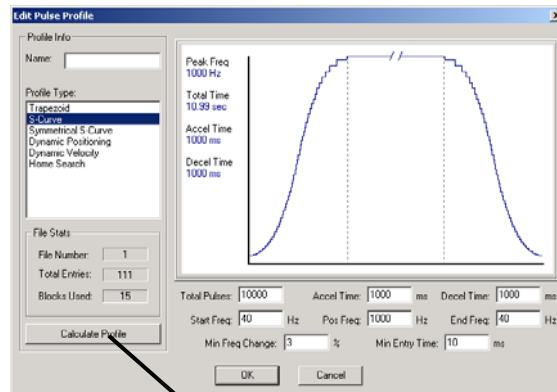 Edit Pulse Profile
Profile Info
Name:
Profile Type:
Trapezoid
S-Curve
Symmetrical S-Curve
Dynamic Positioning
Dynamic Velocity
Home Search
File Stats
File Number: 1
Total Entries: 111
Blocks Used: 15
Calculate Profile
Peak Freq
1000 Hz
Total Time
10.99 sec
Accel Time
1000 ms
Decel Time
1000 ms
Total Pulses: 10000 Accel Time: 1000 ms Decel Time: 1000 ms
Start Freq: 40 Hz Pos Freq: 1000 Hz End Freq: 40 Hz
Min Freq Change: 3 % Min Entry Time: 10 ms
OK Cancel